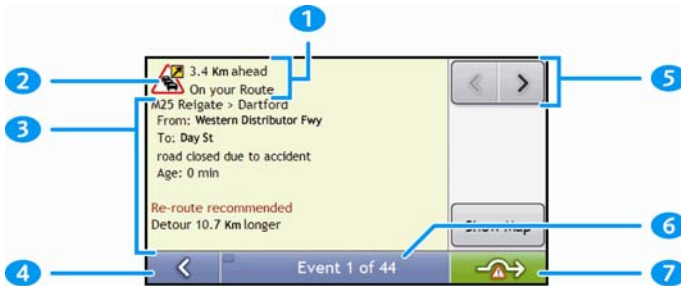 1
2
3.4 Km ahead
On your Route
5
3
M25 Reigate > Dartford
From: Western Distributor Fwy
To: Day St
road closed due to accident
Age: 0 min
Re-route recommended
Detour 10.7 Km longer
Show Map
6
4
Event 1 of 44
7